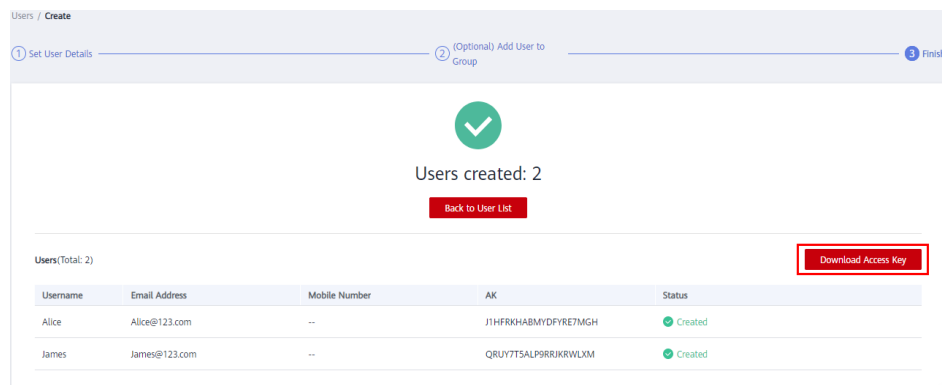 Users / Create
1 Set User Details
2 (Optional) Add User to
Group
3 Finis
Users created: 2
Back to User List
Users(Total: 2)
Download Access Key
Username Email Address Mobile Number AK Status
Alice Alice@123.com -- J1HFRKHABMYDFYRE7MGH Created
James James@123.com -- QRUY7T5ALP9RRJKRWLXM Created